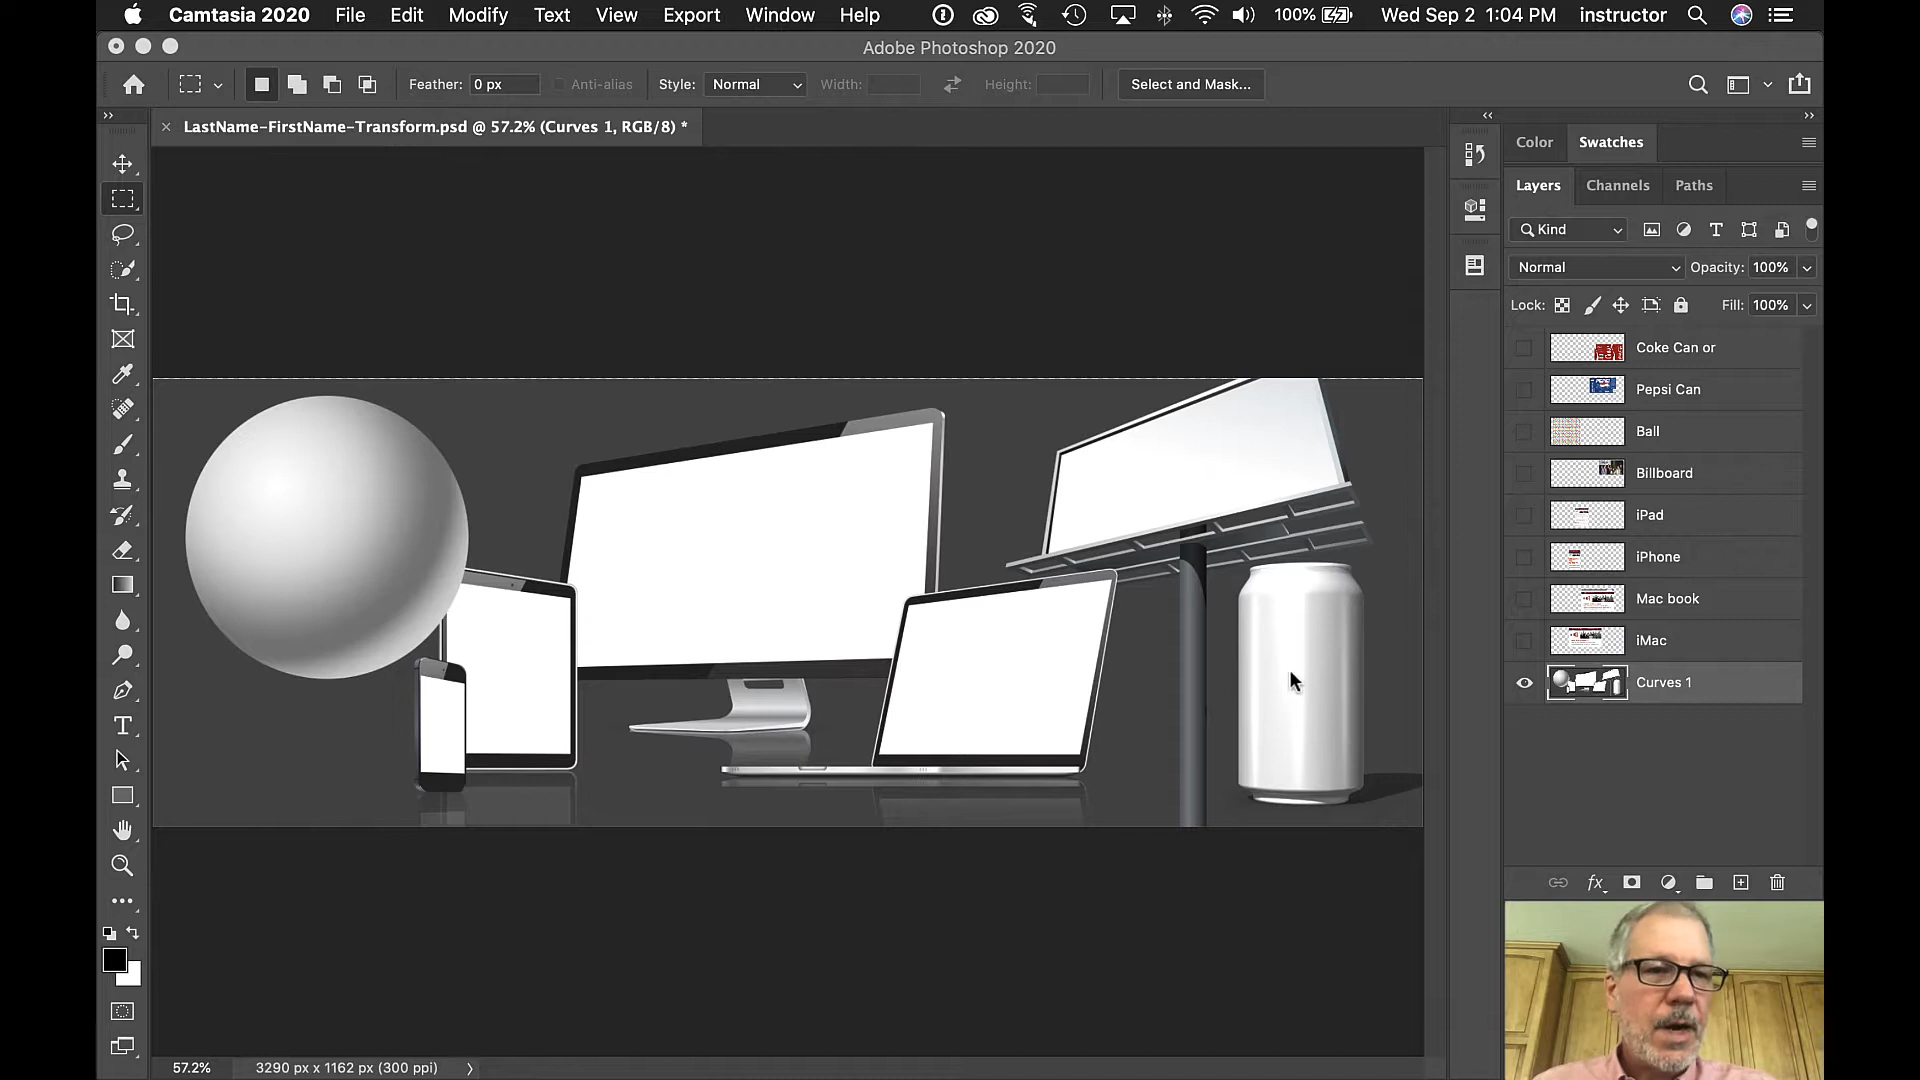 Camtasia 2020 File Edit Modify Text View Export Window Help 100% Wed Sep 2 1:04 PM instructor
Adobe Photoshop 2020
Feather: 0 px Anti-alias Style: Normal Width: Height: Select and Mask...
LastName-FirstName-Transform.psd @ 57.2% (Curves 1, RGB/8) *
Color Swatches
Layers Channels Paths
Kind
Normal Opacity: 100%
Lock: Fill: 100%
Coke Can or
Pepsi Can
Ball
Billboard
iPad
iPhone
Mac book
iMac
Curves 1
fx
57.2% 3290 px x 1162 px (300 ppi)